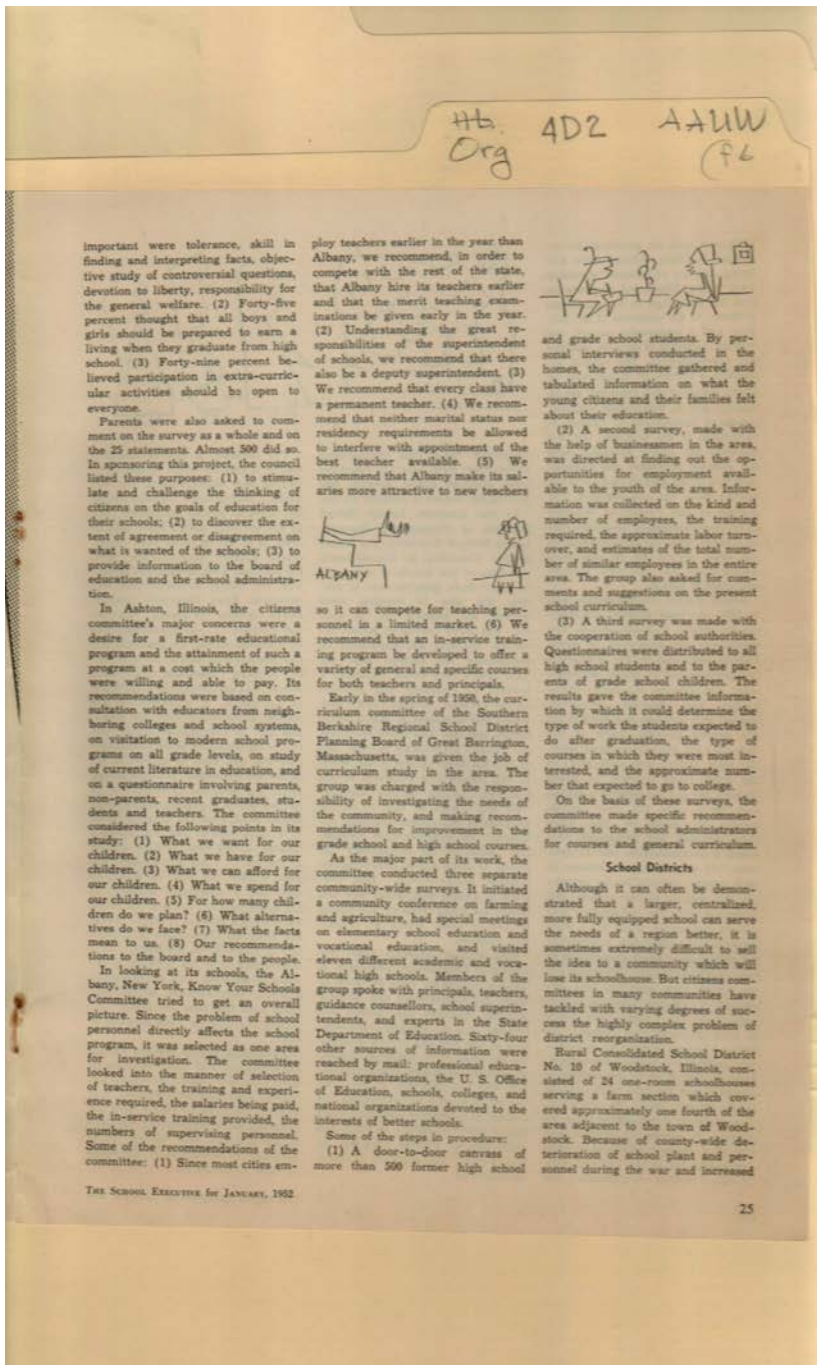 Hb. 4D2 AAUW
Org (f6
important were tolerance, skill in
finding and interpreting facts, objec-
tive study of controversial questions,
devotion to liberty, responsibility for
the general welfare. (2) Forty-five
percent thought that all boys and
girls should be prepared to earn a
living when they graduate from high
school. (3) Forty-nine percent be-
lieved participation in extra-curric-
ular activities should be open to
everyone.
Parents were also asked to com-
ment on the survey as a whole and on
the 25 statements. Almost 500 did so.
In sponsoring this project, the council
listed these purposes: (1) to stimu-
late and challenge the thinking of
citizens on the goals of education for
their schools; (2) to discover the ex-
tent of agreement or disagreement on
what is wanted of the schools; (3) to
provide information to the board of
education and the school administra-
tion.
In Ashton, Illinois, the citizens
committee's major concerns were a
desire for a first-rate educational
program and the attainment of such a
program at a cost which the people
were willing and able to pay. Its
recommendations were based on con-
sultation with educators from neigh-
boring colleges and school systems,
on visitation to modern school pro-
grams on all grade levels, on study
of current literature in education, and
on a questionnaire involving parents,
non-parents, recent graduates, stu-
dents and teachers. The committee
considered the following points in its
study: (1) What we want for our
children. (2) What we have for our
children. (3) What we can afford for
our children. (4) What we spend for
our children. (5) For how many chil-
dren do we plan? (6) What alterna-
tives do we face? (7) What the facts
mean to us. (8) Our recommenda-
tions to the board and to the people.
In looking at its schools, the Al-
bany, New York, Know Your Schools
Committee tried to get an overall
picture. Since the problem of school
personnel directly affects the school
program, it was selected as one area
for investigation. The committee
looked into the manner of selection
of teachers, the training and experi-
ence required, the salaries being paid,
the in-service training provided, the
numbers of supervising personnel.
Some of the recommendations of the
committee: (1) Since most cities em-
ploy teachers earlier in the year than
Albany, we recommend, in order to
compete with the rest of the state,
that Albany hire its teachers earlier
and that the merit teaching exam-
inations be given early in the year.
(2) Understanding the great re-
sponsibilities of the superintendent
of schools, we recommend that there
also be a deputy superintendent. (3)
We recommend that every class have
a permanent teacher. (4) We recom-
mend that neither marital status nor
residency requirements be allowed
to interfere with appointment of the
best teacher available. (5) We
recommend that Albany make its sal-
aries more attractive to new teachers
ALBANY
so it can compete for teaching per-
sonnel in a limited market. (6) We
recommend that an in-service train-
ing program be developed to offer a
variety of general and specific courses
for both teachers and principals.
Early in the spring of 1950, the cur-
riculum committee of the Southern
Berkshire Regional School District
Planning Board of Great Barrington,
Massachusetts, was given the job of
curriculum study in the area. The
group was charged with the respon-
sibility of investigating the needs of
the community, and making recom-
mendations for improvement in the
grade school and high school courses.
As the major part of its work, the
committee conducted three separate
community-wide surveys. It initiated
a community conference on farming
and agriculture, had special meetings
on elementary school education and
vocational education, and visited
eleven different academic and voca-
tional high schools. Members of the
group spoke with principals, teachers,
guidance counsellors, school superin-
tendents, and experts in the State
Department of Education. Sixty-four
other sources of information were
reached by mail: professional educa-
tional organizations, the U. S. Office
of Education, schools, colleges, and
national organizations devoted to the
interests of better schools.
Some of the steps in procedure:
(1) A door-to-door canvass of
more than 500 former high school
and grade school students. By per-
sonal interviews conducted in the
homes, the committee gathered and
tabulated information on what the
young citizens and their families felt
about their education.
(2) A second survey, made with
the help of businessmen in the area,
was directed at finding out the op-
portunities for employment avail-
able to the youth of the area. Infor-
mation was collected on the kind and
number of employees, the training
required, the approximate labor turn-
over, and estimates of the total num-
ber of similar employees in the entire
area. The group also asked for com-
ments and suggestions on the present
school curriculum.
(3) A third survey was made with
the cooperation of school authorities.
Questionnaires were distributed to all
high school students and to the par-
ents of grade school children. The
results gave the committee informa-
tion by which it could determine the
type of work the students expected to
do after graduation, the type of
courses in which they were most in-
terested, and the approximate num-
ber that expected to go to college.
On the basis of these surveys, the
committee made specific recommen-
dations to the school administrators
for courses and general curriculum.
School Districts
Although it can often be demon-
strated that a larger, centralized,
more fully equipped school can serve
the needs of a region better, it is
sometimes extremely difficult to sell
the idea to a community which will
lose its schoolhouse. But citizens com-
mittees in many communities have
tackled with varying degrees of suc-
cess the highly complex problem of
district reorganization.
Rural Consolidated School District
No. 10 of Woodstock, Illinois, con-
sisted of 24 one-room schoolhouses
serving a farm section which cov-
ered approximately one fourth of the
area adjacent to the town of Wood-
stock. Because of county-wide de-
terioration of school plant and per-
sonnel during the war and increased
THE SCHOOL EXECUTIVE for JANUARY, 1952
25